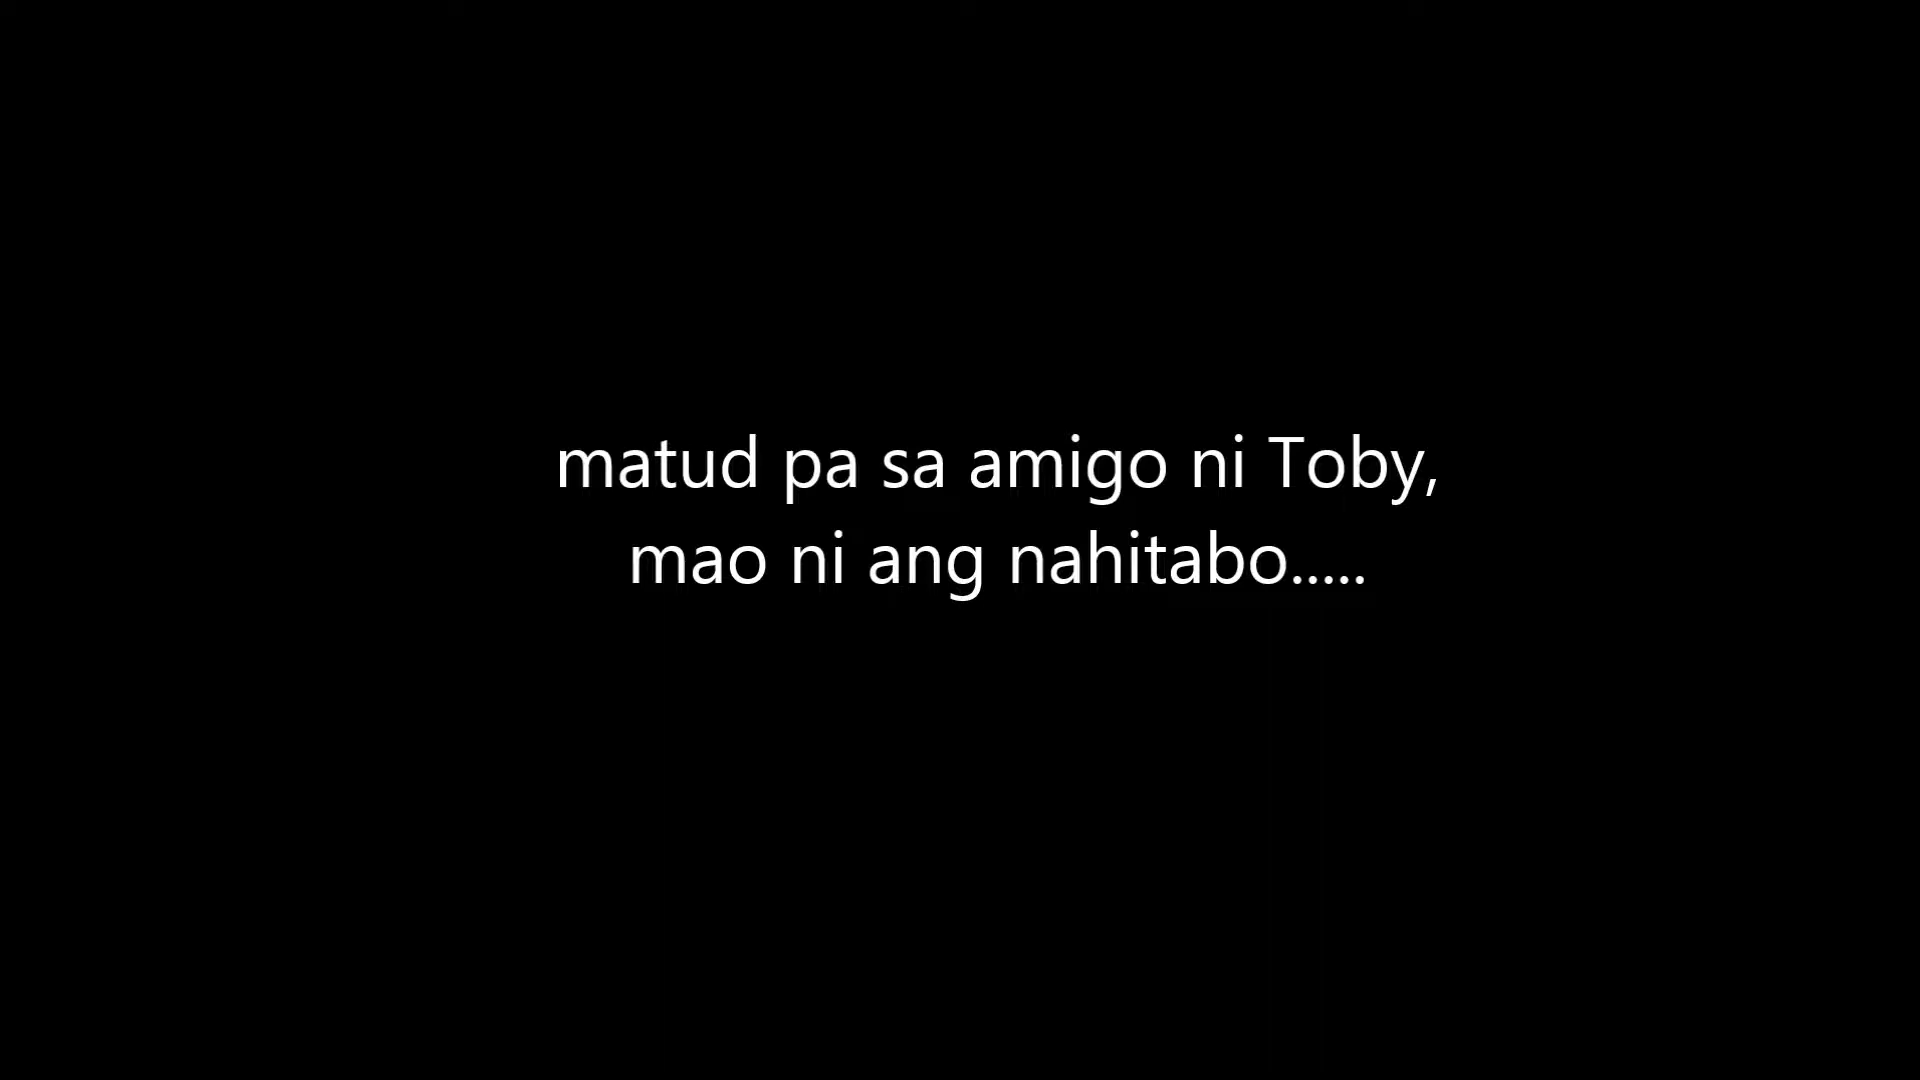 matud pa sa amigo ni Toby,
mao ni ang nahitabo.....